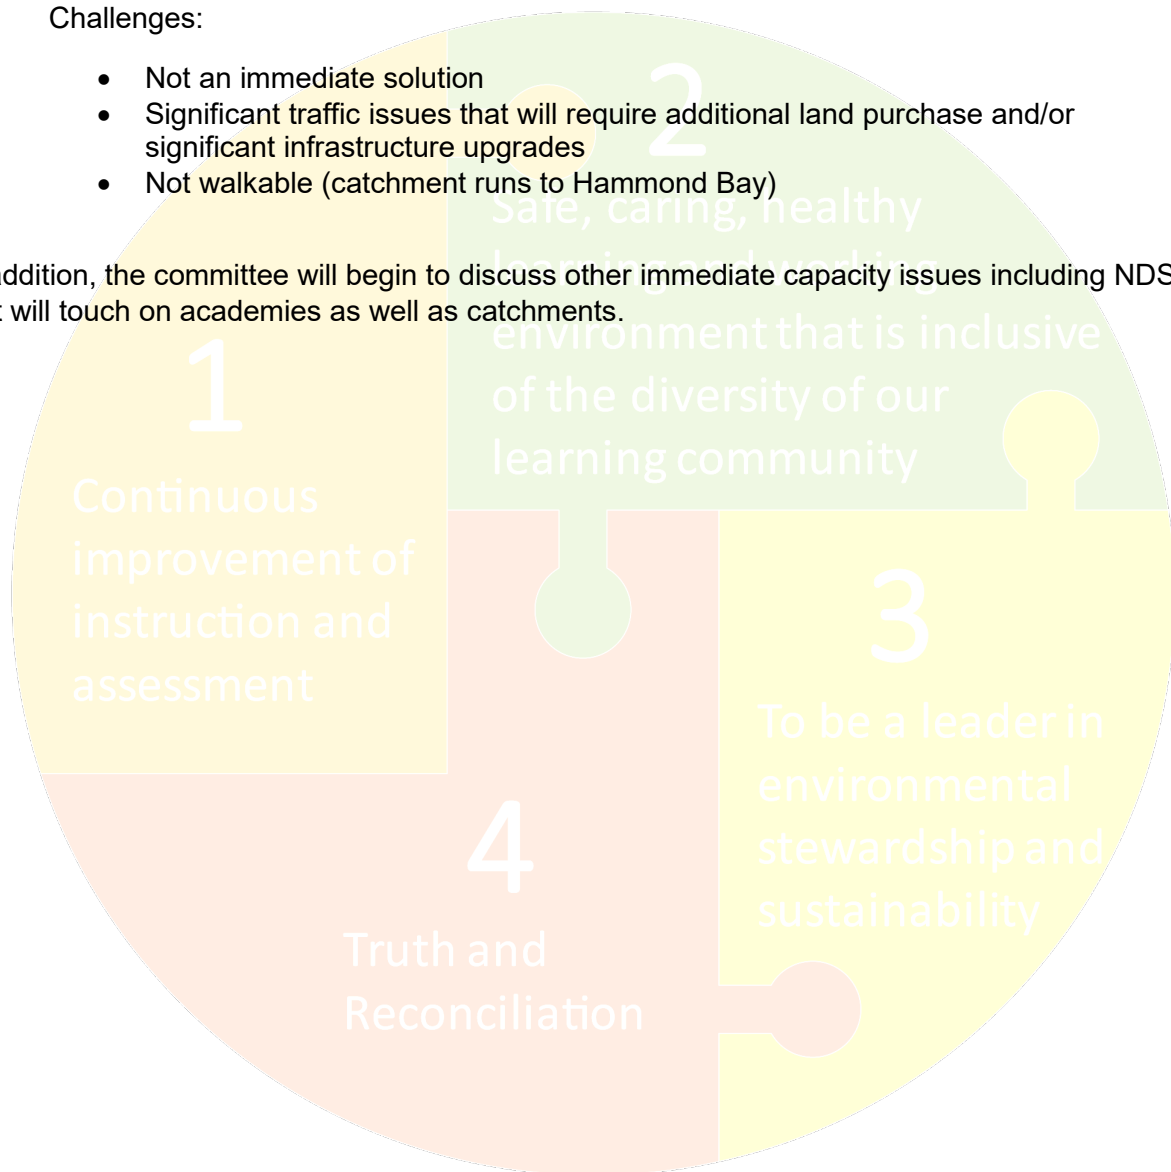 Challenges:
• Not an immediate solution
• Significant traffic issues that will require additional land purchase and/or
significant infrastructure upgrades
• Not walkable (catchment runs to Hammond Bay)
addition, the committee will begin to discuss other immediate capacity issues including NDS
t will touch on academies as well as catchments.
1
Continuous
improvement of
instruction and
assessment
2
Safe, caring, healthy
learning and working
environment that is inclusive
of the diversity of our
learning community
3
To be a leader in
environmental
stewardship and
sustainability
4
Truth and
Reconciliation